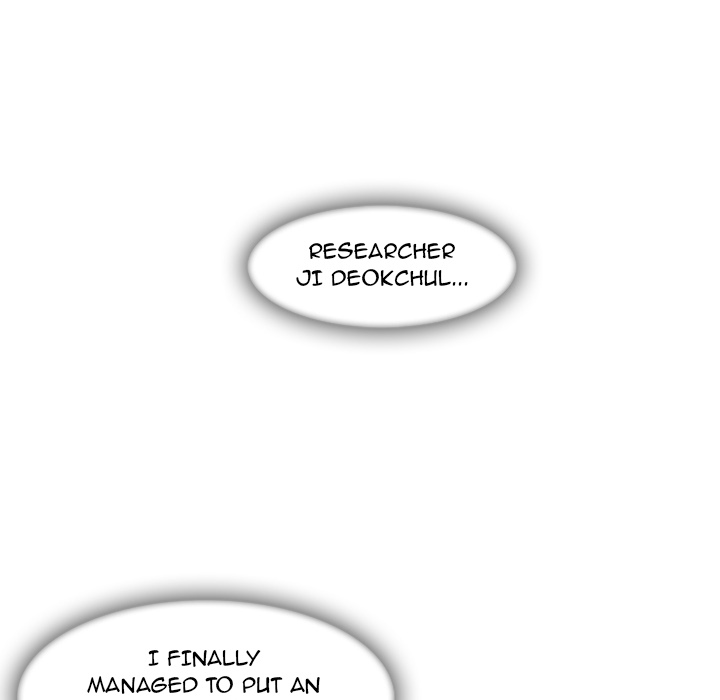 RESEARCHER
JI DEOKCHUL...
I FINALLY
MANAGED TO PUT AN